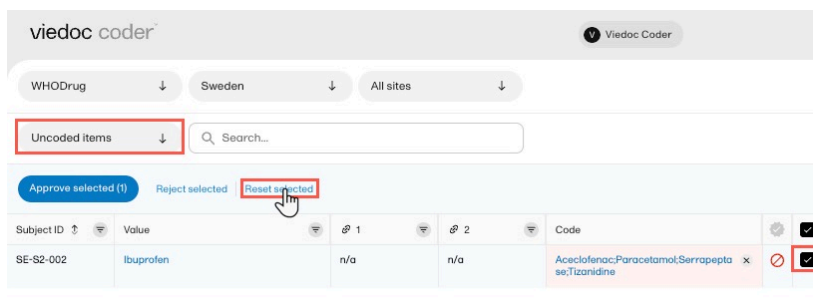 viedoc coder
V Viedoc Coder
WHODrug Sweden All sites
Uncoded items Search...
Approve selected (1) Reject selected Reset selected
Subject ID Value 1 2 Code
SE-S2-002 Ibuprofen n/a n/a Aceclofenac;Paracetamol;Serrapepta x
se;Tizanidine